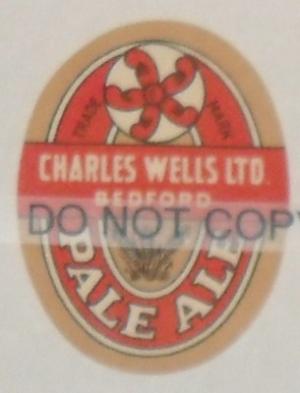 TRADE MARK
CHARLES WELLS LTD.
BEDFORD
DO NOT COPY
PALE ALE